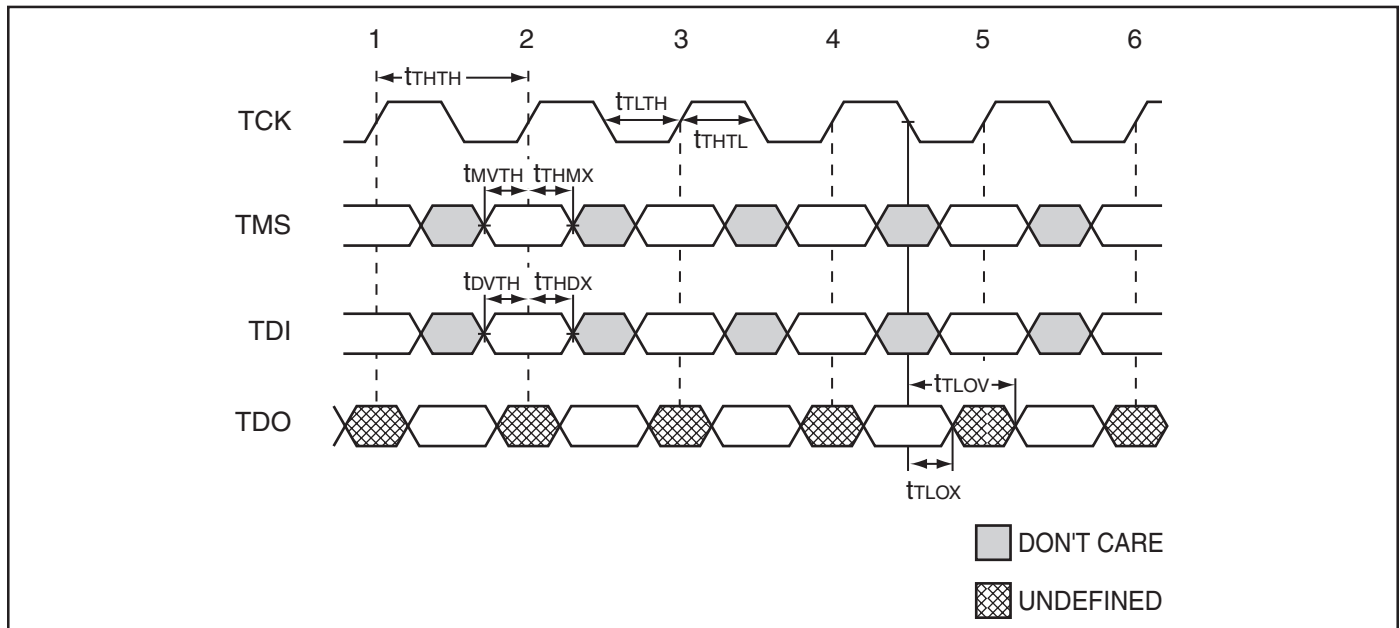 1 2 3 4 5 6
tTHTH
TCK
tTLTH
tTHTL
tMVTH tTHMX
TMS
tDVTH tTHDX
TDI
tTLOV
TDO
tTLOX
DON'T CARE
UNDEFINED